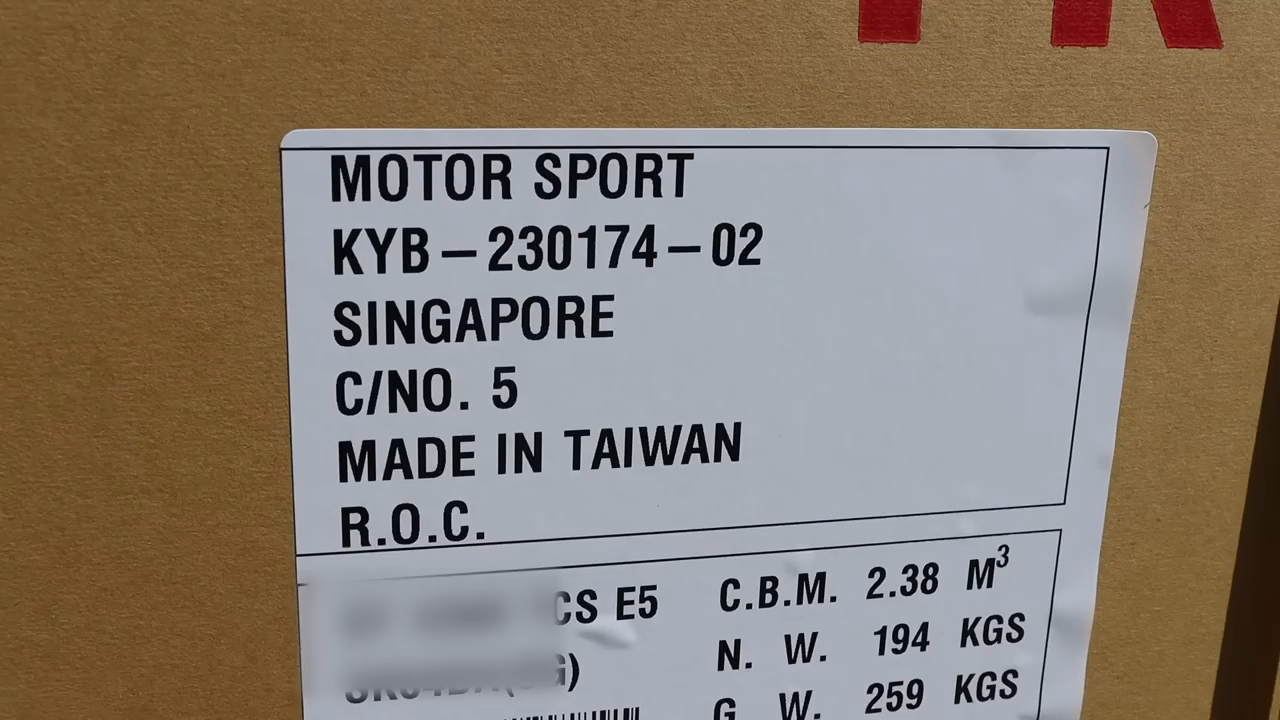 MOTOR SPORT
KYB-230174-02
SINGAPORE
C/NO. 5
MADE IN TAIWAN
R.O.C.
CS E5 C.B.M. 2.38 M³
N. W. 194 KGS
G. W. 259 KGS